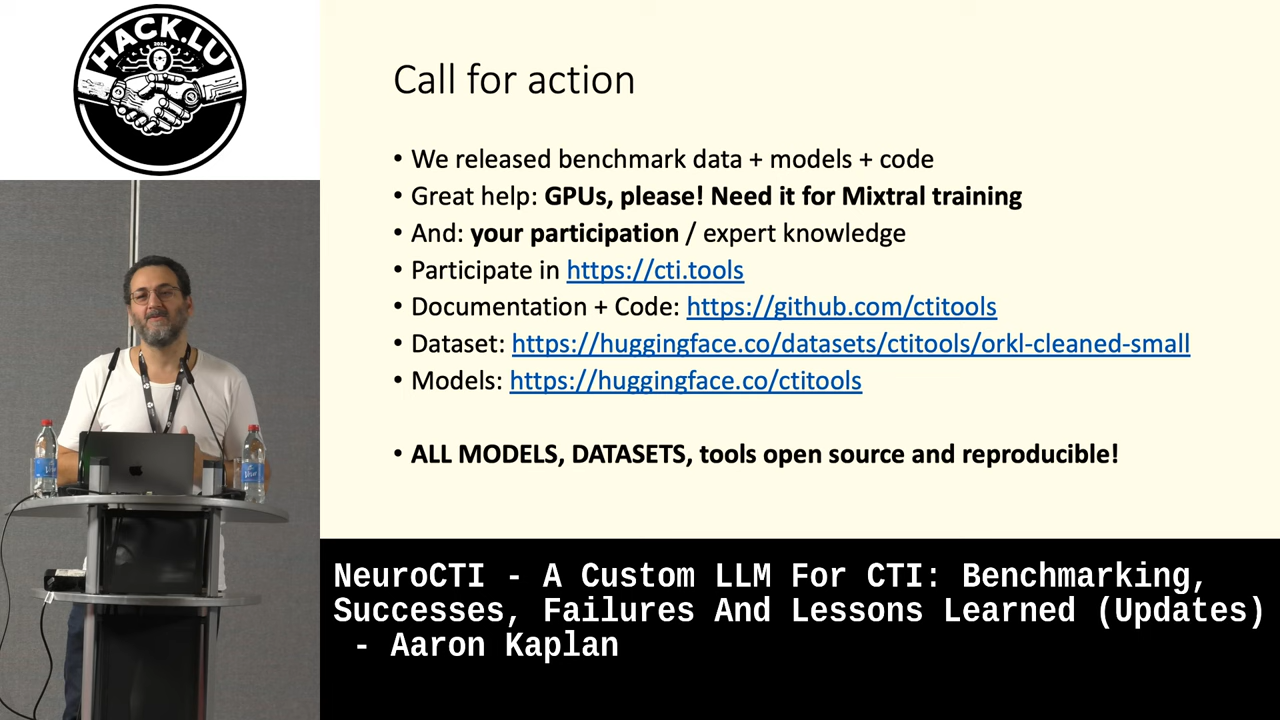 HACK.LU
2024
Call for action
• We released benchmark data + models + code
• Great help: GPUs, please! Need it for Mixtral training
• And: your participation / expert knowledge
• Participate in https://cti.tools
• Documentation + Code: https://github.com/ctitools
• Dataset: https://huggingface.co/datasets/ctitools/orkl-cleaned-small
• Models: https://huggingface.co/ctitools
• ALL MODELS, DATASETS, tools open source and reproducible!
NeuroCTI - A Custom LLM For CTI: Benchmarking,
Successes, Failures And Lessons Learned (Updates)
- Aaron Kaplan